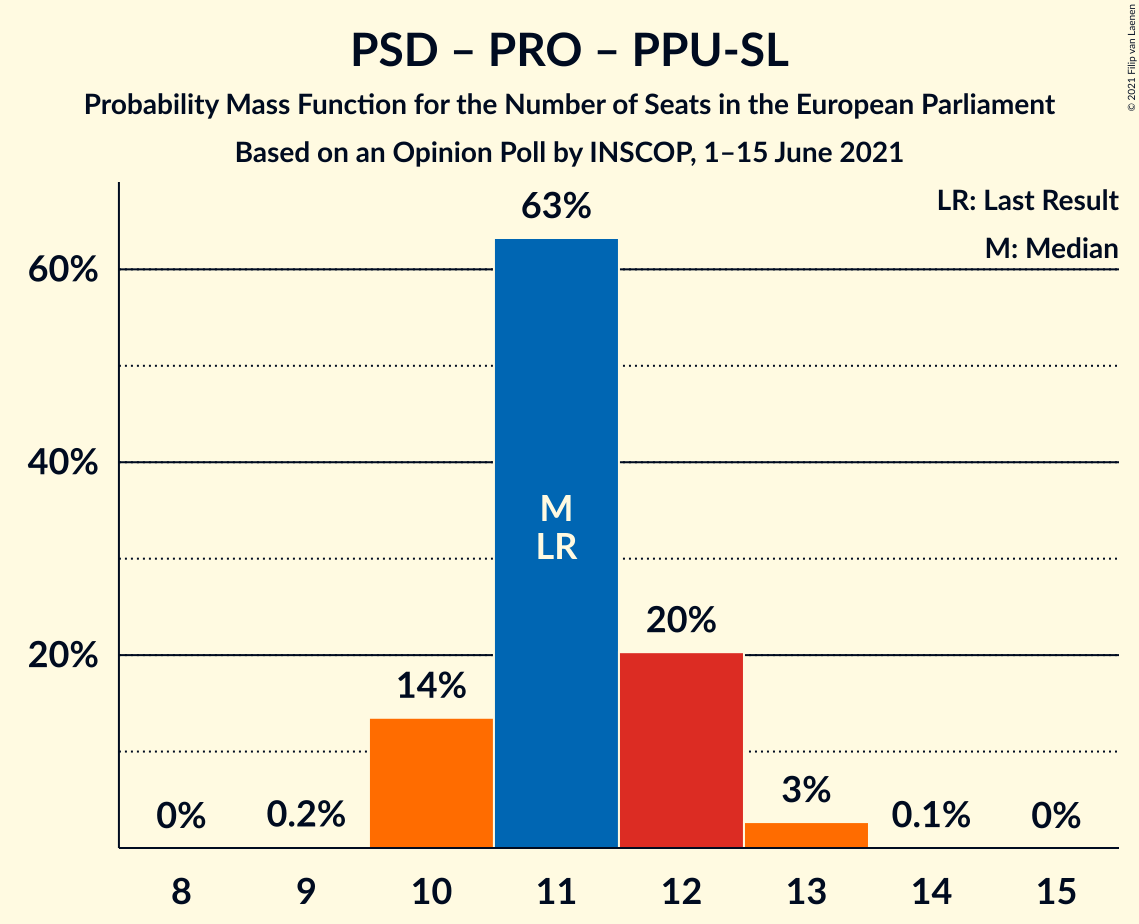 PSD – PRO – PPU-SL
Probability Mass Function for the Number of Seats in the European Parliament
Based on an Opinion Poll by INSCOP, 1–15 June 2021
© 2021 Filip van Laenen
LR: Last Result
M: Median
63%
60%
40%
M
LR
20%
20%
14%
3%
0%
0.2%
0.1%
0%
8
9
10
11
12
13
14
15